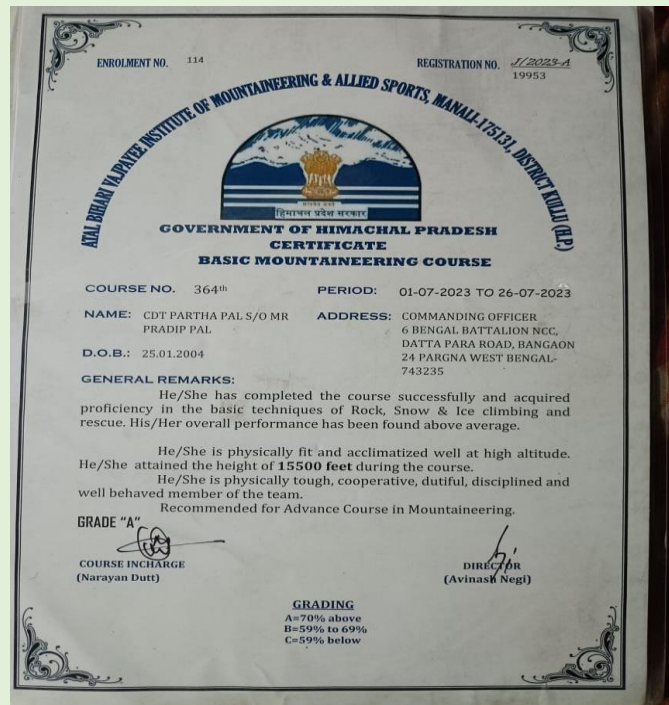 ENROLMENT NO. 114
REGISTRATION NO. J/2023-A
19953
ATAL BIHARI VAJPAYEE INSTITUTE OF MOUNTAINEERING & ALLIED SPORTS, MANALI-175131, DISTRICT KULLU (H.P.)
हिमाचल प्रदेश सरकार
GOVERNMENT OF HIMACHAL PRADESH
CERTIFICATE
BASIC MOUNTAINEERING COURSE
COURSE NO. 364th
PERIOD: 01-07-2023 TO 26-07-2023
NAME: CDT PARTHA PAL S/O MR
PRADIP PAL
ADDRESS: COMMANDING OFFICER
6 BENGAL BATTALION NCC,
DATTA PARA ROAD, BANGAON
24 PARGNA WEST BENGAL-
743235
D.O.B.: 25.01.2004
GENERAL REMARKS:
He/She has completed the course successfully and acquired
proficiency in the basic techniques of Rock, Snow & Ice climbing and
rescue. His/Her overall performance has been found above average.
He/She is physically fit and acclimatized well at high altitude.
He/She attained the height of 15500 feet during the course.
He/She is physically tough, cooperative, dutiful, disciplined and
well behaved member of the team.
Recommended for Advance Course in Mountaineering.
GRADE "A"
COURSE INCHARGE
(Narayan Dutt)
DIRECTOR
(Avinash Negi)
GRADING
A=70% above
B=59% to 69%
C=59% below